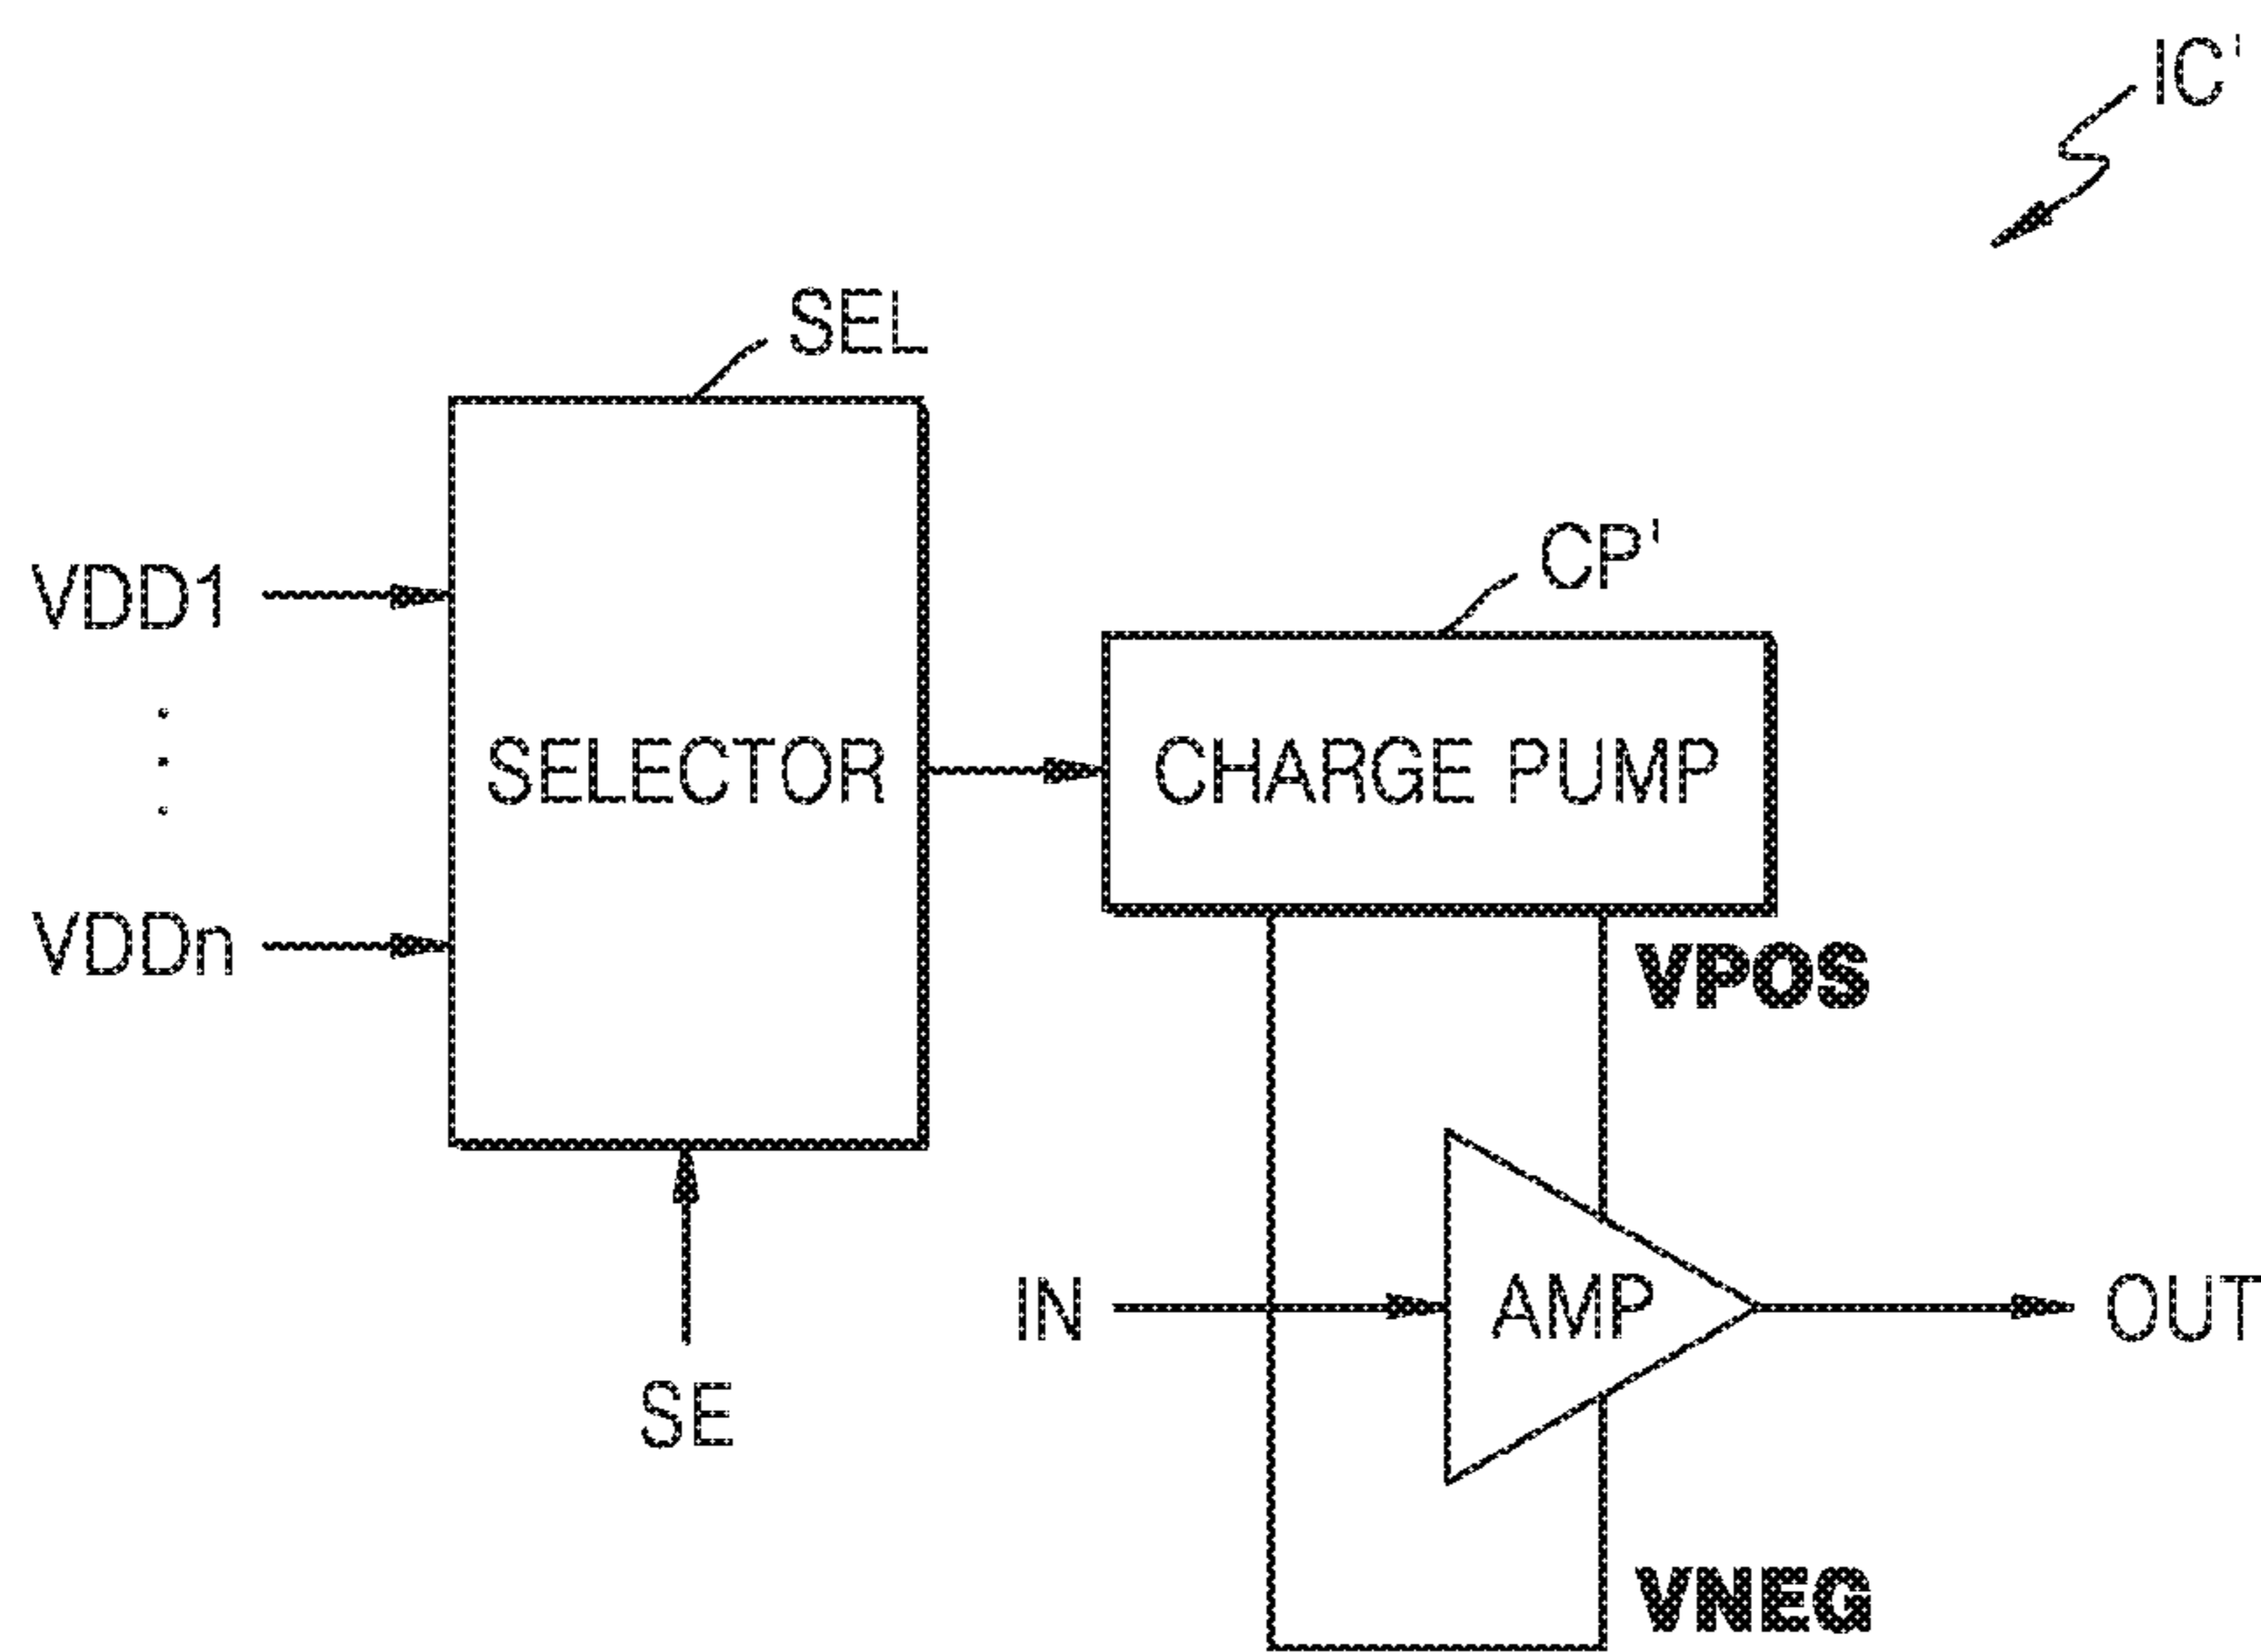 IC'
SEL
CP'
VDD1
SELECTOR
CHARGE PUMP
VDDn
VPOS
IN
AMP
OUT
SE
VNEG